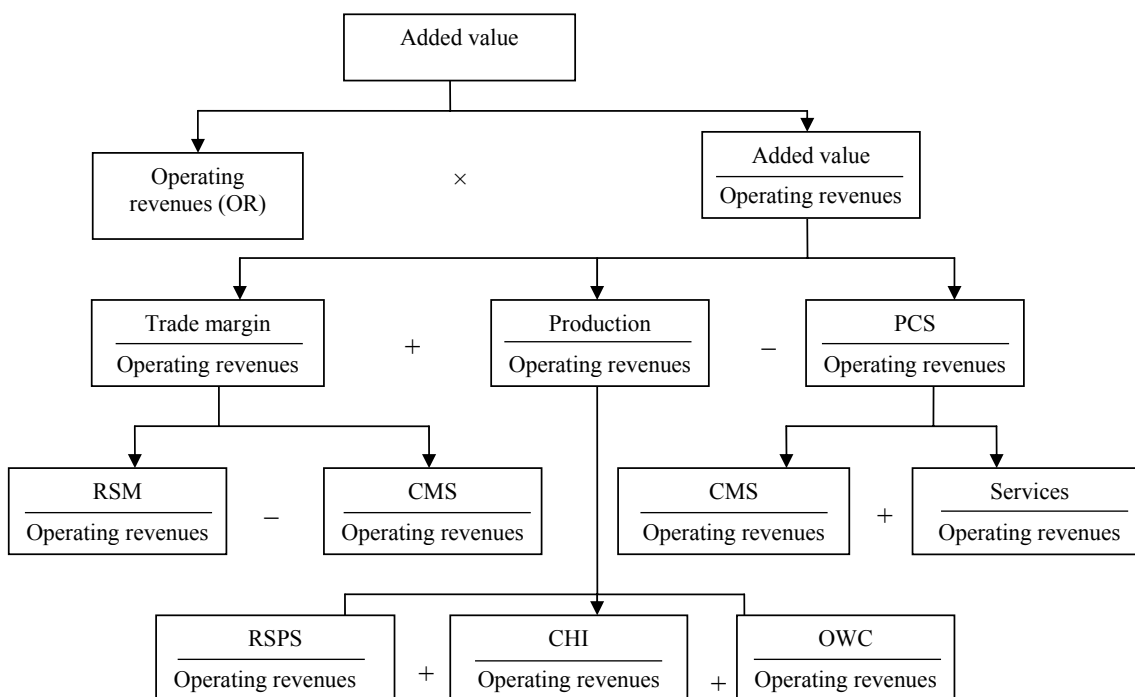 Added value
Operating
revenues (OR)
×
Added value
Operating revenues
Trade margin
Operating revenues
+
Production
Operating revenues
–
PCS
Operating revenues
RSM
Operating revenues
–
CMS
Operating revenues
CMS
Operating revenues
+
Services
Operating revenues
RSPS
Operating revenues
+
CHI
Operating revenues
+
OWC
Operating revenues